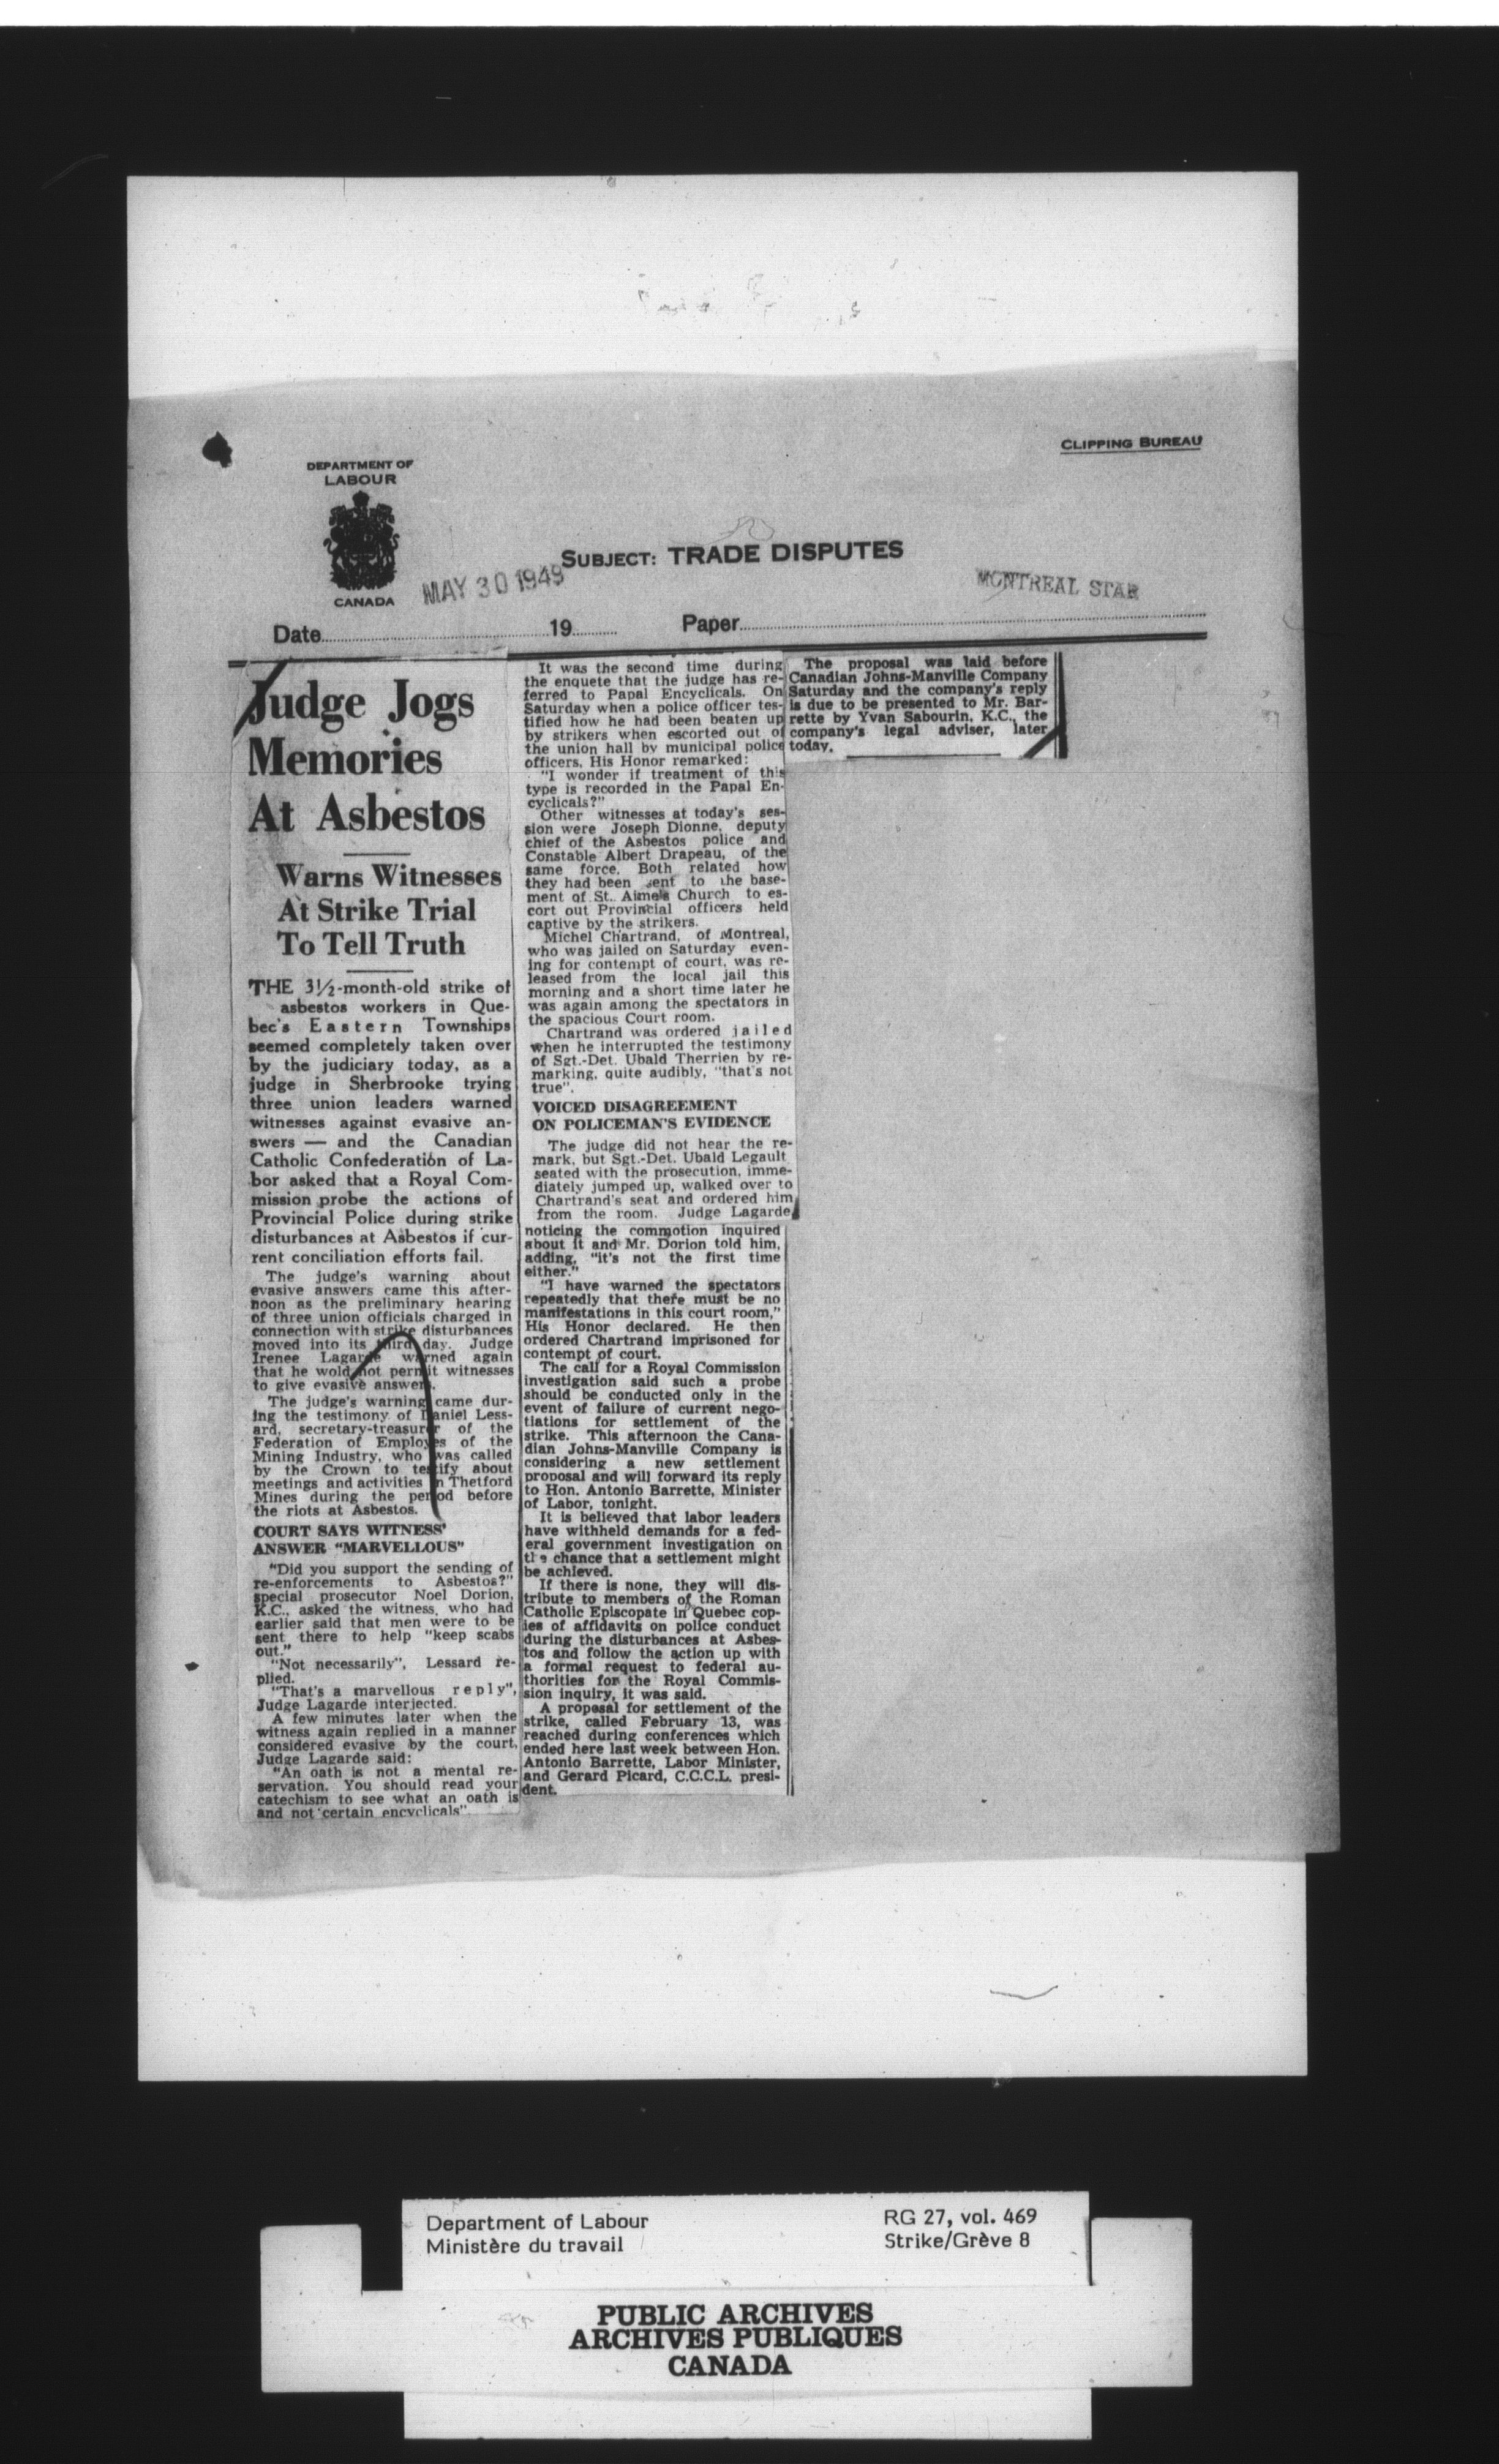 CLIPPING BUREAU
DEPARTMENT OF
LABOUR
CANADA
SUBJECT: TRADE DISPUTES
MAY 30 1949
MONTREAL STAR
Date 19 Paper
Judge Jogs
Memories
At Asbestos
Warns Witnesses
At Strike Trial
To Tell Truth
THE 3½-month-old strike of
asbestos workers in Que-
bec's Eastern Townships
seemed completely taken over
by the judiciary today, as a
judge in Sherbrooke trying
three union leaders warned
witnesses against evasive an-
swers — and the Canadian
Catholic Confederation of La-
bor asked that a Royal Com-
mission probe the actions of
Provincial Police during strike
disturbances at Asbestos if cur-
rent conciliation efforts fail.
The judge's warning about
evasive answers came this after-
noon as the preliminary hearing
of three union officials charged in
connection with strike disturbances
moved into its third day. Judge
Irenee Lagarde warned again
that he wold not permit witnesses
to give evasive answers.
The judge's warning came dur-
ing the testimony of Daniel Less-
ard, secretary-treasurer of the
Federation of Employes of the
Mining Industry, who was called
by the Crown to testify about
meetings and activities in Thetford
Mines during the period before
the riots at Asbestos.
COURT SAYS WITNESS'
ANSWER "MARVELLOUS"
"Did you support the sending of
re-enforcements to Asbestos?"
special prosecutor Noel Dorion,
K.C., asked the witness, who had
earlier said that men were to be
sent there to help "keep scabs
out."
"Not necessarily", Lessard re-
plied.
"That's a marvellous reply",
Judge Lagarde interjected.
A few minutes later when the
witness again replied in a manner
considered evasive by the court,
Judge Lagarde said:
"An oath is not a mental re-
servation. You should read your
catechism to see what an oath is
and not certain encyclicals".
It was the second time during
the enquete that the judge has re-
ferred to Papal Encyclicals. On
Saturday when a police officer tes-
tified how he had been beaten up
by strikers when escorted out of
the union hall by municipal police
officers, His Honor remarked:
"I wonder if treatment of this
type is recorded in the Papal En-
cyclicals?"
Other witnesses at today's ses-
sion were Joseph Dionne, deputy
chief of the Asbestos police and
Constable Albert Drapeau, of the
same force. Both related how
they had been sent to the base-
ment of St. Aime's Church to es-
cort out Provincial officers held
captive by the strikers.
Michel Chartrand, of Montreal,
who was jailed on Saturday even-
ing for contempt of court, was re-
leased from the local jail this
morning and a short time later he
was again among the spectators in
the spacious Court room.
Chartrand was ordered jailed
when he interrupted the testimony
of Sgt.-Det. Ubald Therrien by re-
marking, quite audibly, "that's not
true".
VOICED DISAGREEMENT
ON POLICEMAN'S EVIDENCE
The judge did not hear the re-
mark, but Sgt.-Det. Ubald Legault
seated with the prosecution, imme-
diately jumped up, walked over to
Chartrand's seat and ordered him
from the room. Judge Lagarde
noticing the commotion inquired
about it and Mr. Dorion told him,
adding, "it's not the first time
either."
"I have warned the spectators
repeatedly that there must be no
manifestations in this court room,"
His Honor declared. He then
ordered Chartrand imprisoned for
contempt of court.
The call for a Royal Commission
investigation said such a probe
should be conducted only in the
event of failure of current nego-
tiations for settlement of the
strike. This afternoon the Cana-
dian Johns-Manville Company is
considering a new settlement
proposal and will forward its reply
to Hon. Antonio Barrette, Minister
of Labor, tonight.
It is believed that labor leaders
have withheld demands for a fed-
eral government investigation on
the chance that a settlement might
be achieved.
If there is none, they will dis-
tribute to members of the Roman
Catholic Episcopate in Quebec cop-
ies of affidavits on police conduct
during the disturbances at Asbes-
tos and follow the action up with
a formal request to federal au-
thorities for the Royal Commis-
sion inquiry, it was said.
A proposal for settlement of the
strike, called February 13, was
reached during conferences which
ended here last week between Hon.
Antonio Barrette, Labor Minister,
and Gerard Picard, C.C.C.L. presi-
dent.
The proposal was laid before
Canadian Johns-Manville Company
Saturday and the company's reply
is due to be presented to Mr. Bar-
rette by Yvan Sabourin, K.C., the
company's legal adviser, later
today.
Department of Labour
Ministère du travail
RG 27, vol. 469
Strike/Grève 8
PUBLIC ARCHIVES
ARCHIVES PUBLIQUES
CANADA